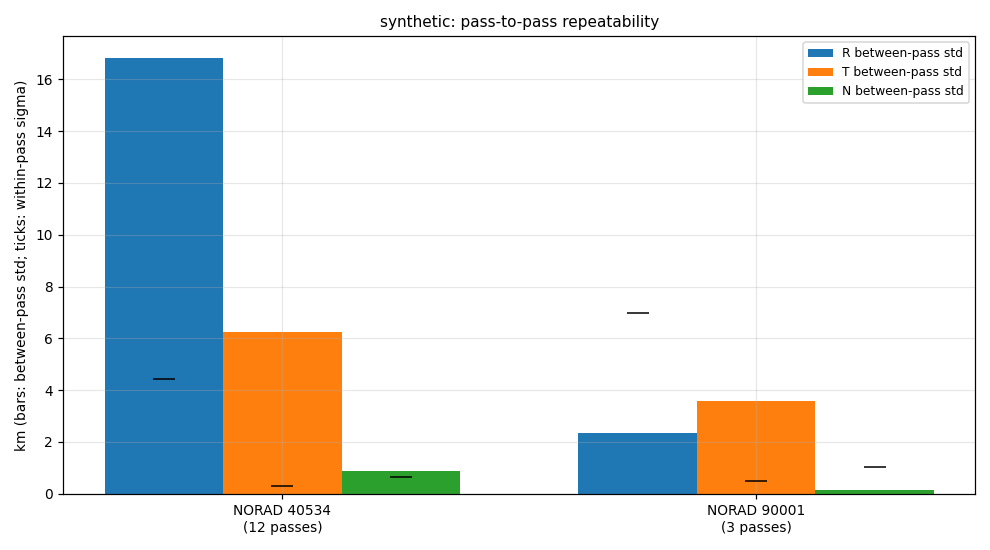 synthetic: pass-to-pass repeatability
R between-pass std
T between-pass std
N between-pass std
km (bars: between-pass std; ticks: within-pass sigma)
16
14
12
10
8
6
4
2
0
NORAD 40534
(12 passes)
NORAD 90001
(3 passes)